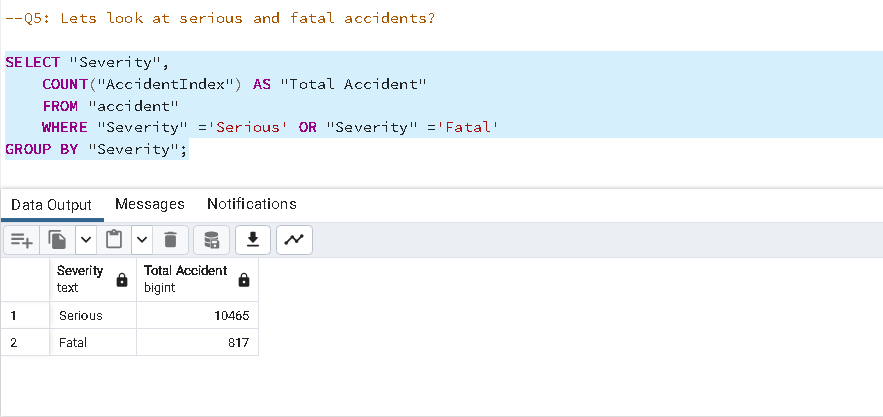 --Q5: Lets look at serious and fatal accidents?
SELECT "Severity",
COUNT("AccidentIndex") AS "Total Accident"
FROM "accident"
WHERE "Severity" ='Serious' OR "Severity" ='Fatal'
GROUP BY "Severity";
Data Output Messages Notifications
Severity Total Accident
text bigint
1 Serious 10465
2 Fatal 817